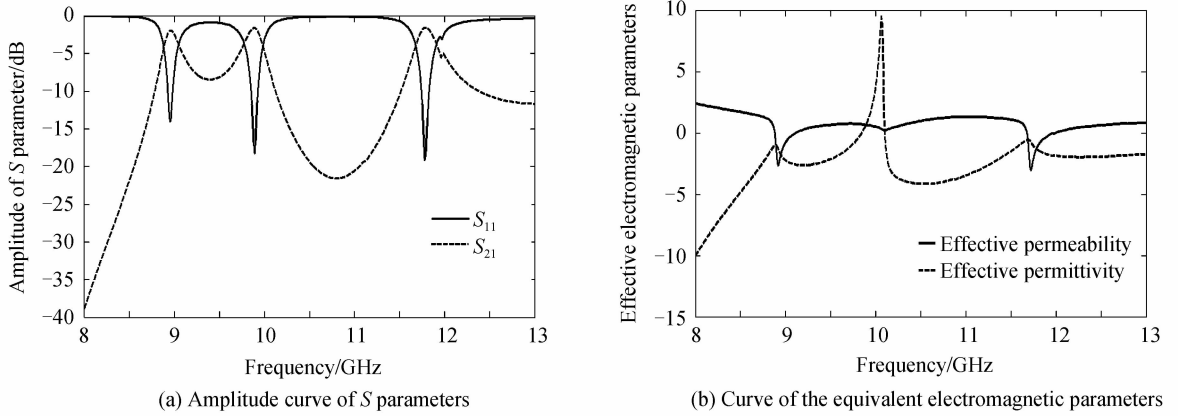 Amplitude of S parameter/dB
0
−5
−10
−15
−20
−25
−30
−35
−40
S11
S21
8 9 10 11 12 13
Frequency/GHz
(a) Amplitude curve of S parameters
Effective electromagnetic parameters
10
5
0
−5
−10
−15
Effective permeability
Effective permittivity
8 9 10 11 12 13
Frequency/GHz
(b) Curve of the equivalent electromagnetic parameters